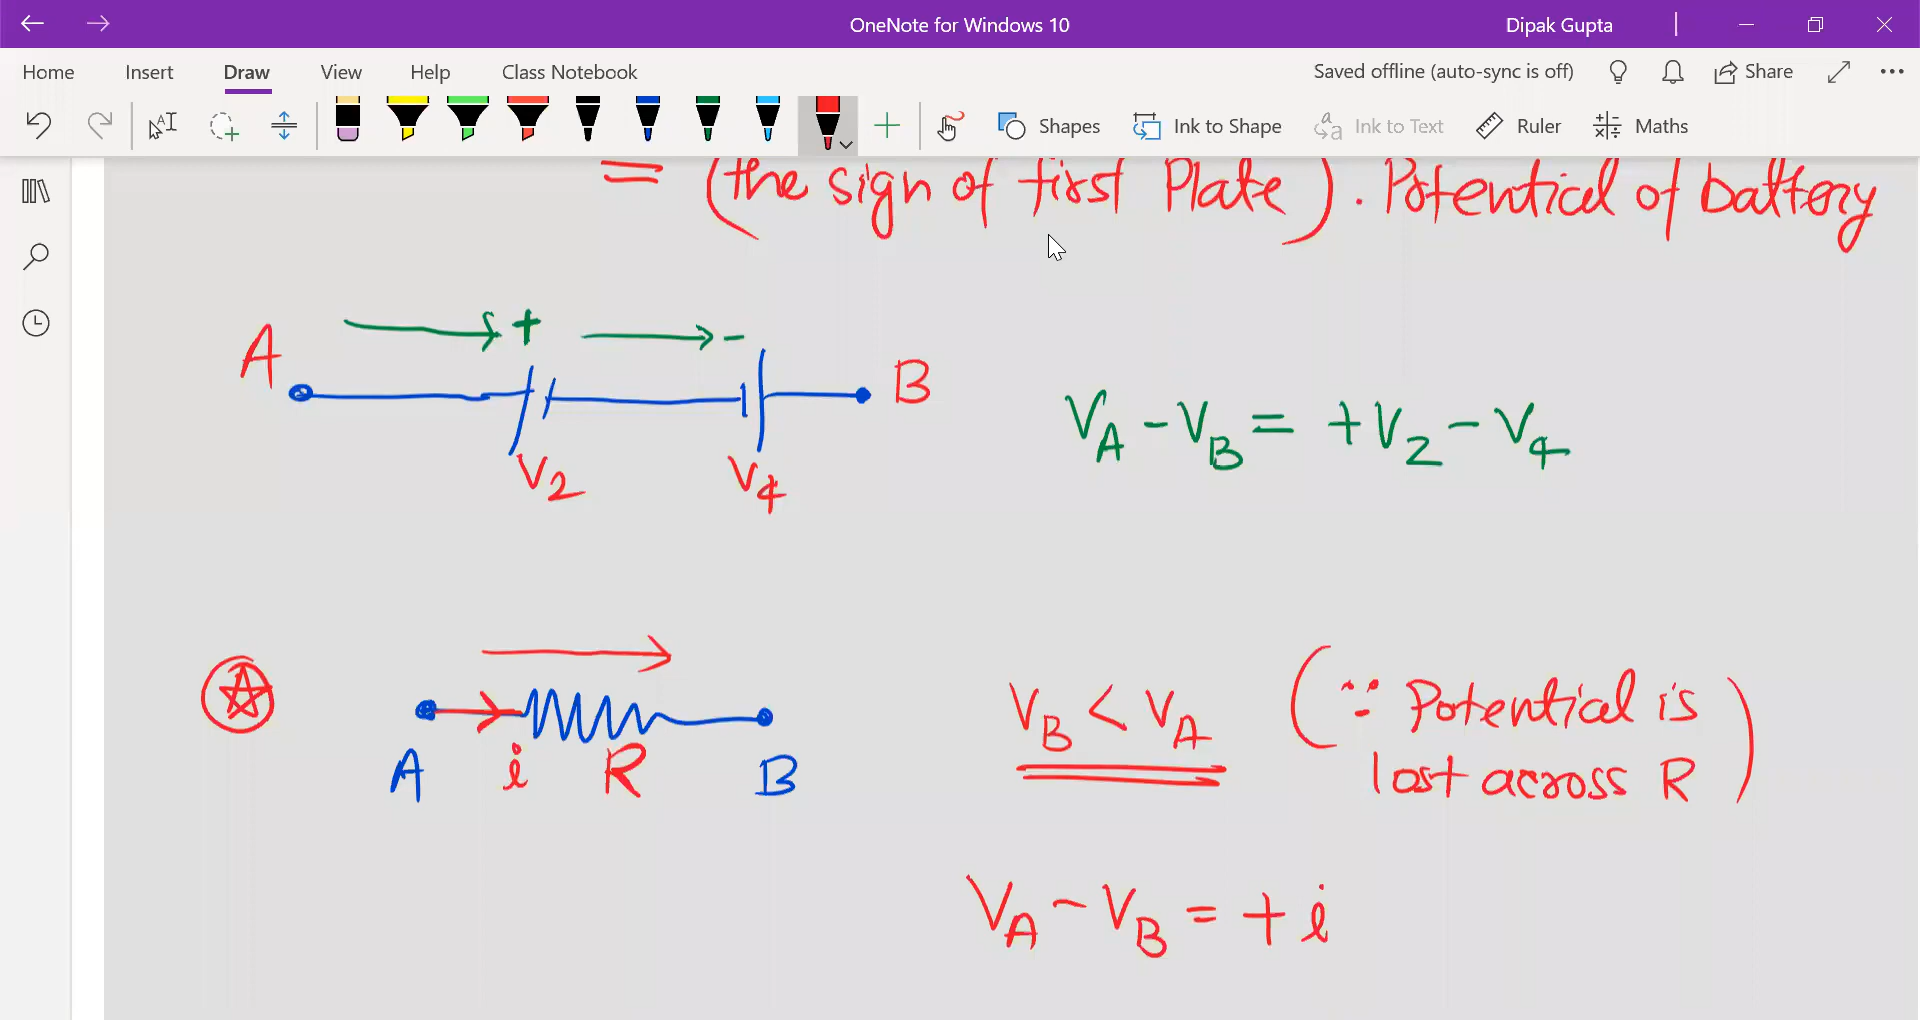 OneNote for Windows 10
Dipak Gupta
Home Insert Draw View Help Class Notebook
Saved offline (auto-sync is off) Share
Shapes Ink to Shape Ink to Text Ruler Maths
= (the sign of first Plate). Potential of battery
A + - B
V2 V4
VA - VB = +V2 - V4
A i R B
VB < VA (∵ Potential is
lost across R)
VA - VB = + i